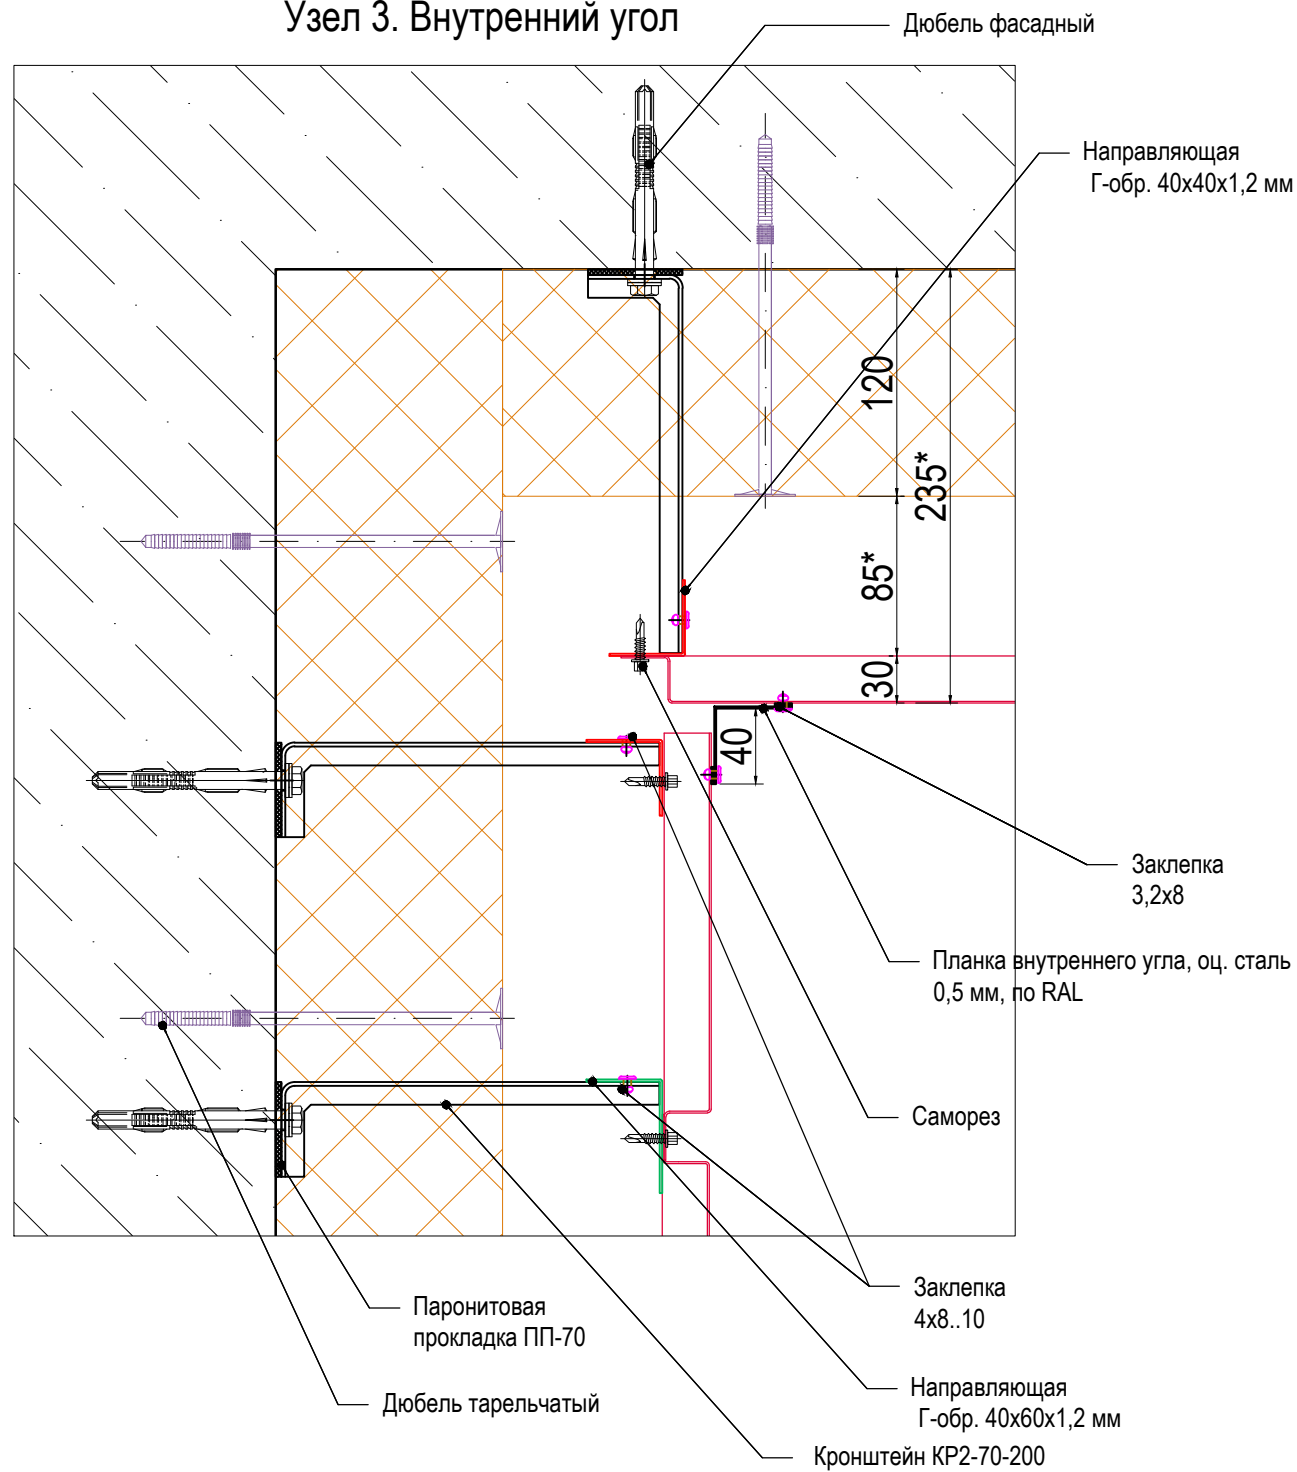 Узел 3. Внутренний угол
Дюбель фасадный
Направляющая
Г-обр. 40х40х1,2 мм
120
235*
85*
30
40
Заклепка
3,2х8
Планка внутреннего угла, оц. сталь
0,5 мм, по RAL
Саморез
Заклепка
4х8..10
Паронитовая
прокладка ПП-70
Направляющая
Г-обр. 40х60х1,2 мм
Дюбель тарельчатый
Кронштейн КР2-70-200